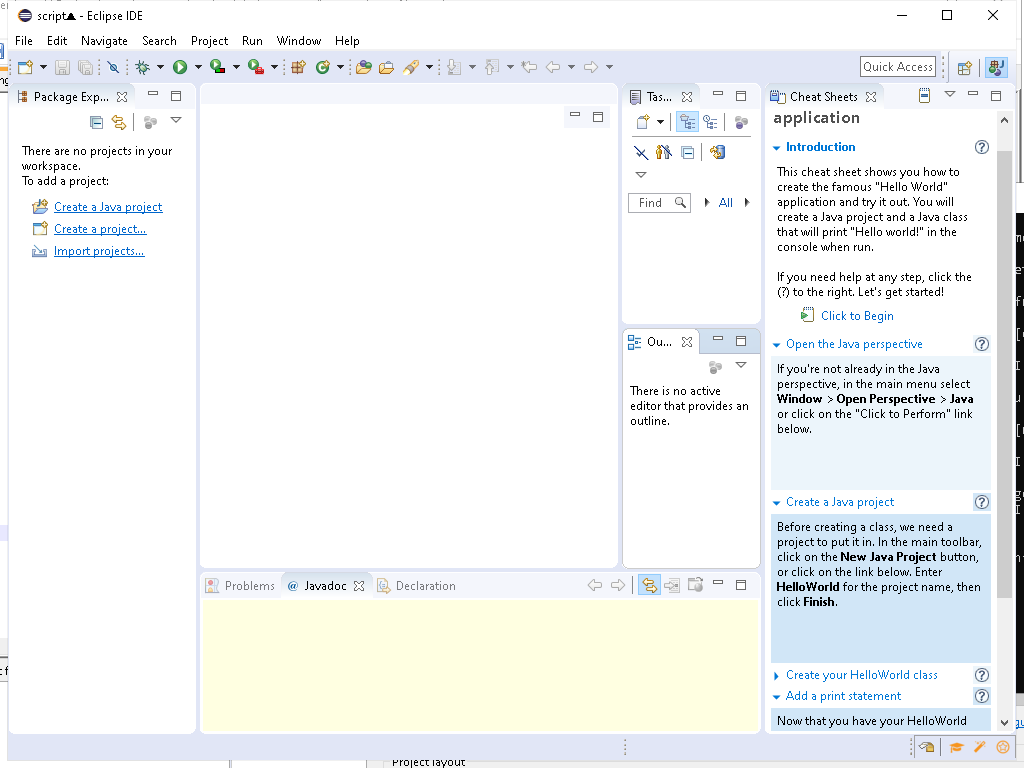 script▲ - Eclipse IDE
File Edit Navigate Search Project Run Window Help
Quick Access
Package Exp...
There are no projects in your
workspace.
To add a project:
Create a Java project
Create a project...
Import projects...
Tas...
Find
All
Ou...
There is no active
editor that provides an
outline.
Problems
@ Javadoc
Declaration
Cheat Sheets
application
Introduction
This cheat sheet shows you how to
create the famous "Hello World"
application and try it out. You will
create a Java project and a Java class
that will print "Hello world!" in the
console when run.
If you need help at any step, click the
(?) to the right. Let's get started!
Click to Begin
Open the Java perspective
If you're not already in the Java
perspective, in the main menu select
Window > Open Perspective > Java
or click on the "Click to Perform" link
below.
Create a Java project
Before creating a class, we need a
project to put it in. In the main toolbar,
click on the New Java Project button,
or click on the link below. Enter
HelloWorld for the project name, then
click Finish.
Create your HelloWorld class
Add a print statement
Now that you have your HelloWorld
Project layout